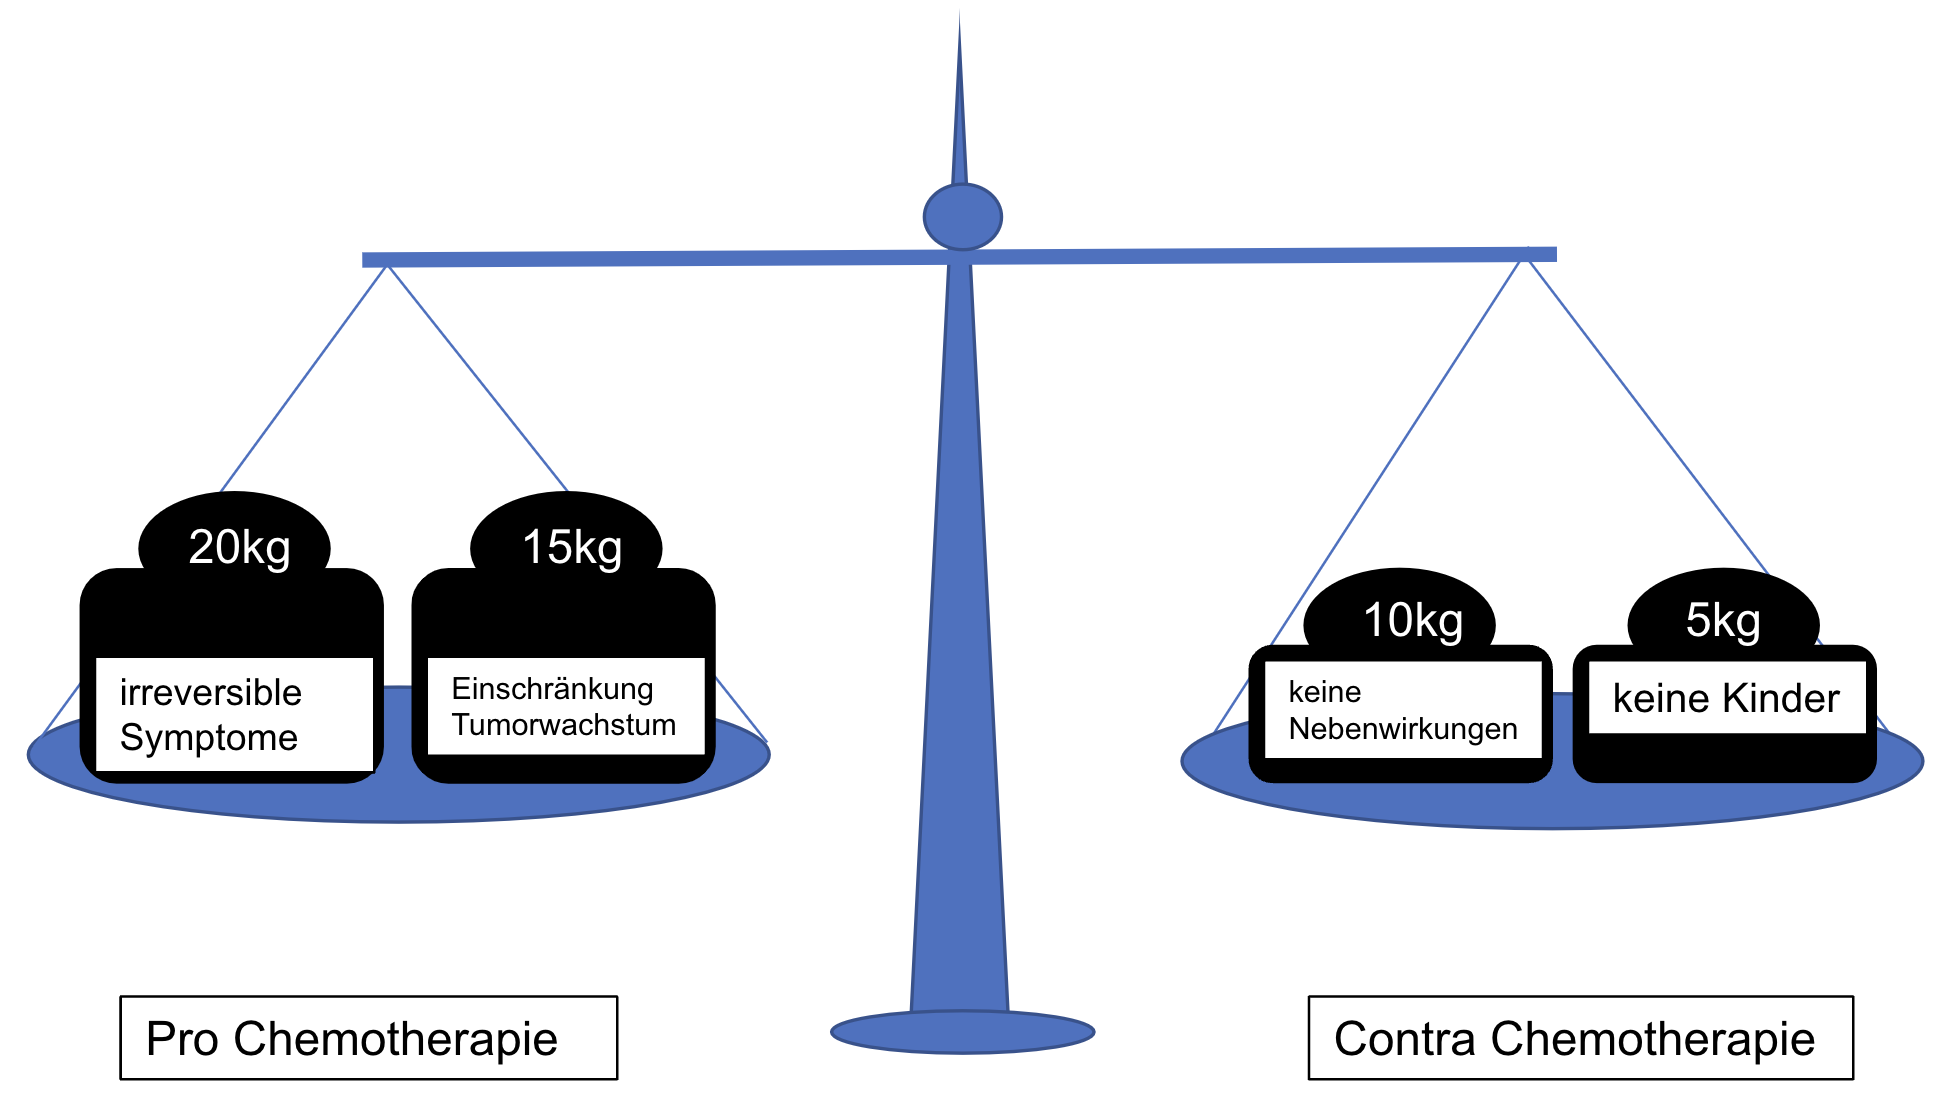 20kg
irreversible
Symptome
15kg
Einschränkung
Tumorwachstum
10kg
keine
Nebenwirkungen
5kg
keine Kinder
Pro Chemotherapie
Contra Chemotherapie